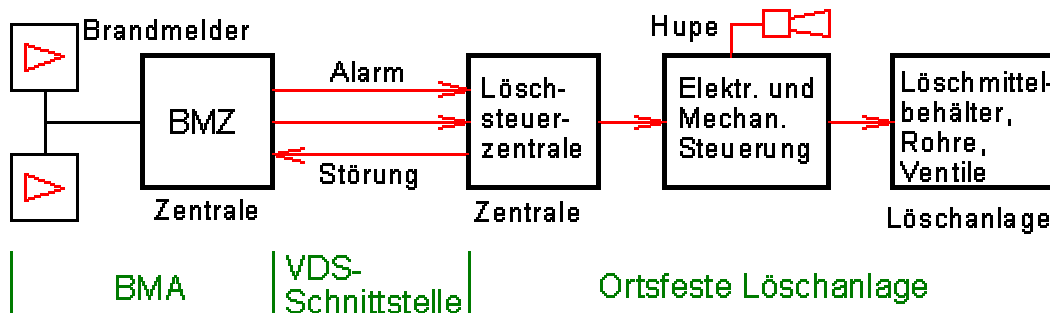 Brandmelder
BMZ
Zentrale
Alarm
Störung
Lösch-
steuer-
zentrale
Zentrale
Hupe
Elektr. und
Mechan.
Steuerung
Löschmittel-
behälter,
Rohre,
Ventile
Löschanlage
BMA
VDS-
Schnittstelle
Ortsfeste Löschanlage